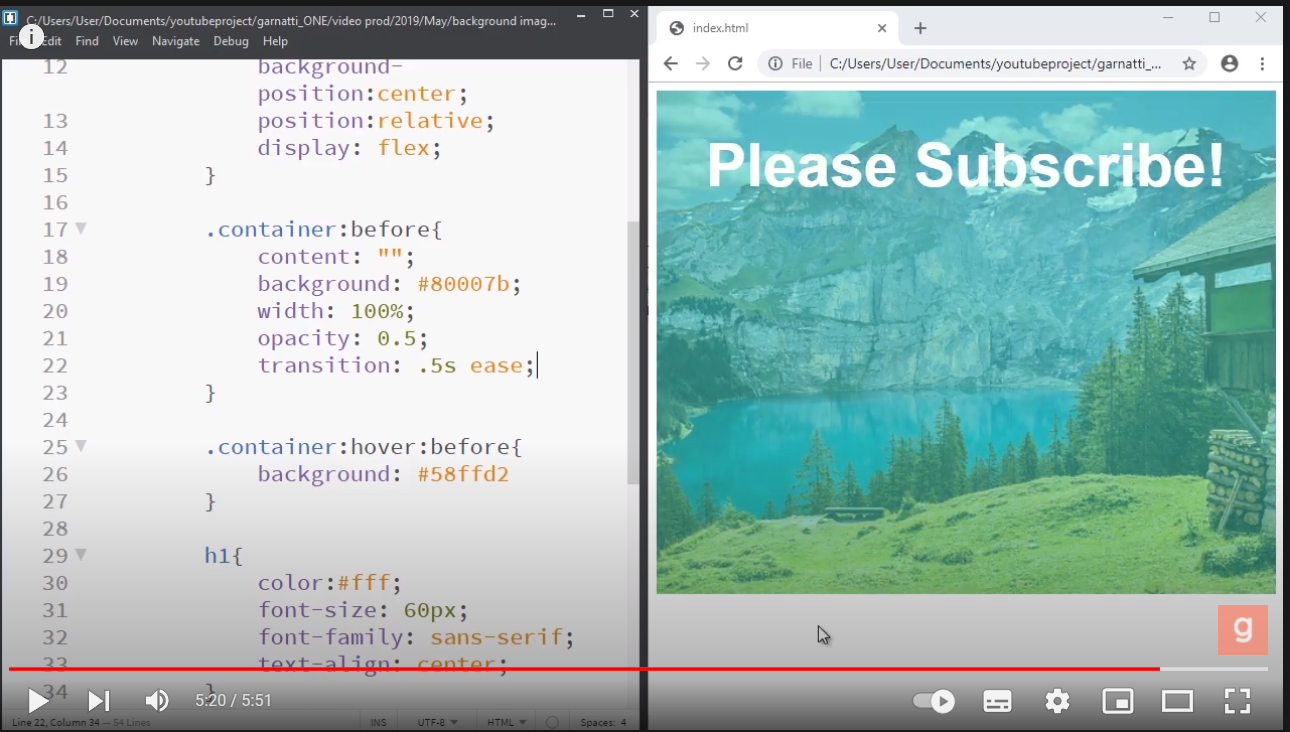 C:/Users/User/Documents/youtubeproject/garnatti_ONE/video prod/2019/May/background imag...
Edit Find View Navigate Debug Help
12 background-
position:center;
13 position:relative;
14 display: flex;
15 }
16
17 .container:before{
18 content: "";
19 background: #80007b;
20 width: 100%;
21 opacity: 0.5;
22 transition: .5s ease;
23 }
24
25 .container:hover:before{
26 background: #58ffd2
27 }
28
29 h1{
30 color:#fff;
31 font-size: 60px;
32 font-family: sans-serif;
33 text-align: center;
34 }
Line 22, Column 34 — 54 Lines INS UTF-8 HTML Spaces: 4
index.html
File C:/Users/User/Documents/youtubeproject/garnatti_...
Please Subscribe!
g
5:20 / 5:51